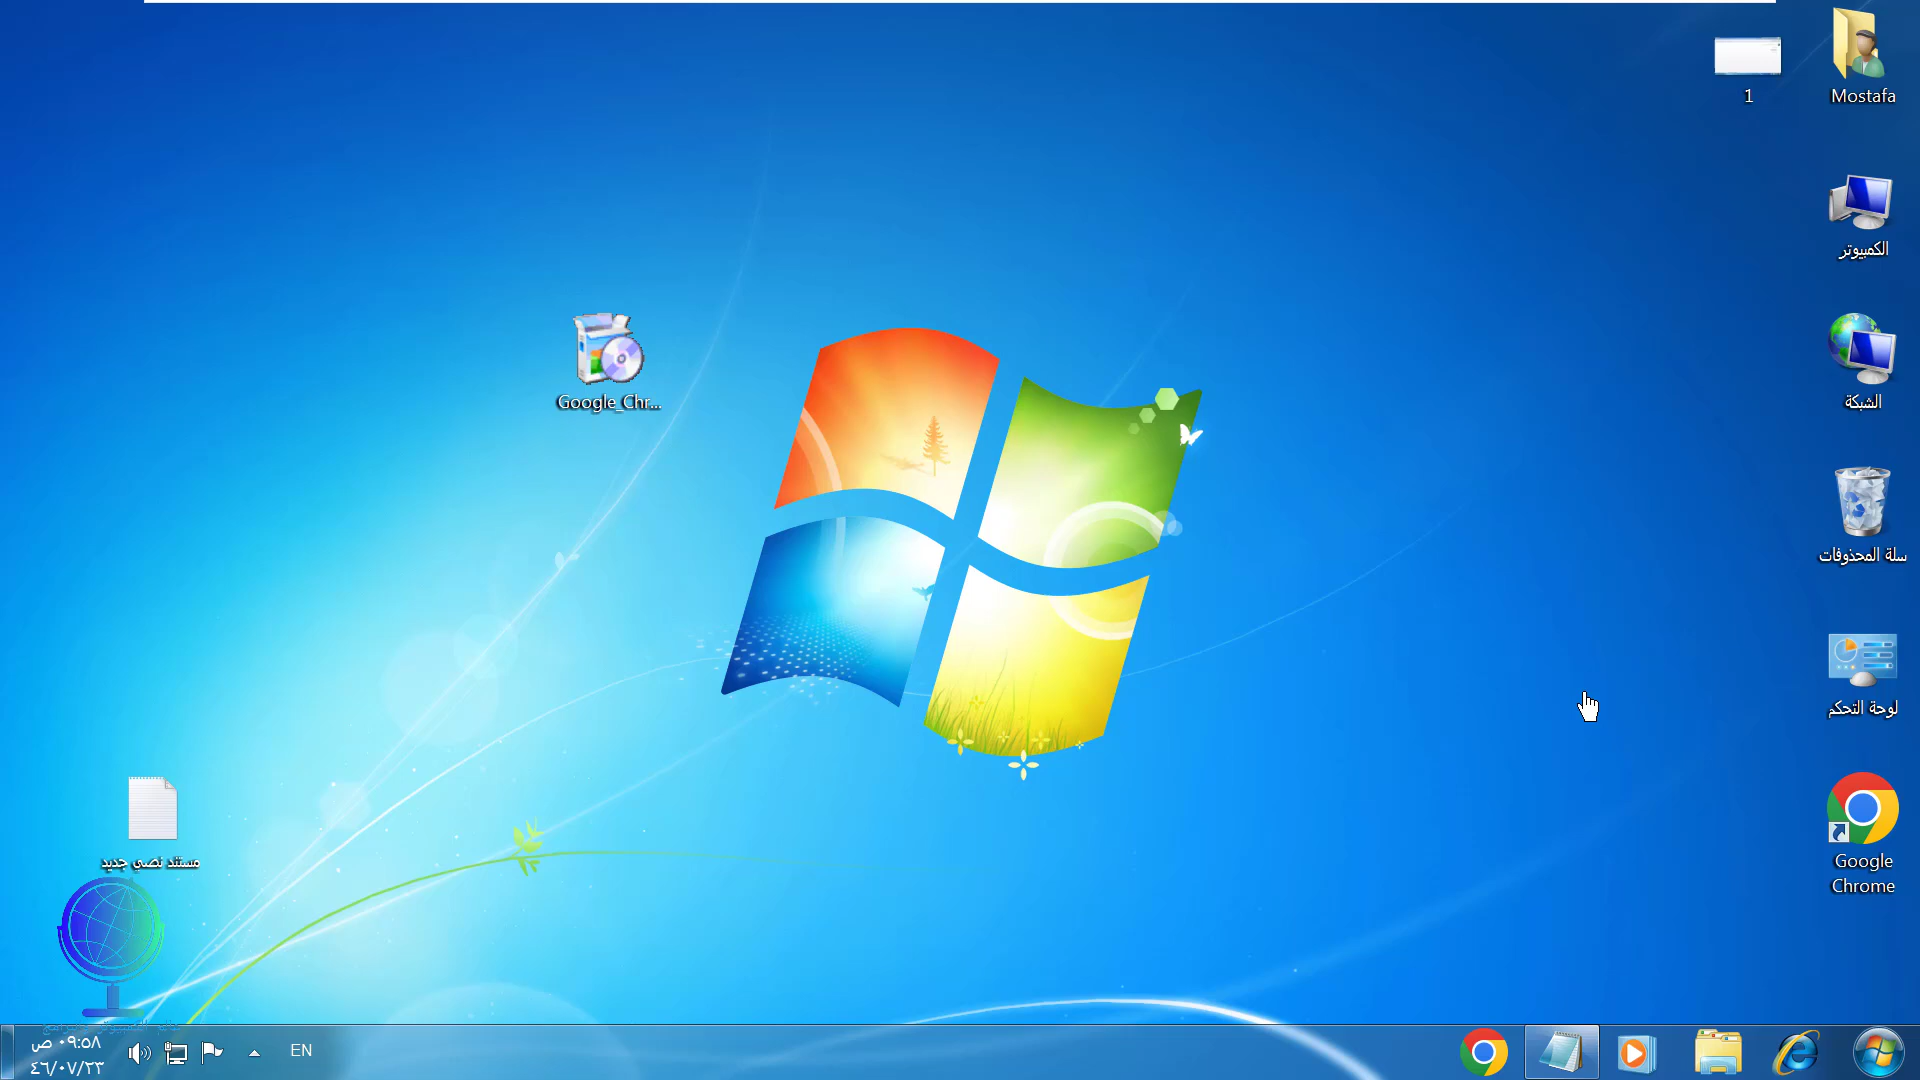 1
Mostafa
الكمبيوتر
الشبكة
سلة المحذوفات
لوحة التحكم
Google
Chrome
Google_Chr...
مستند نصي جديد
EN
٠٩:٥٨ ص
٤٦/٠٧/٢٣